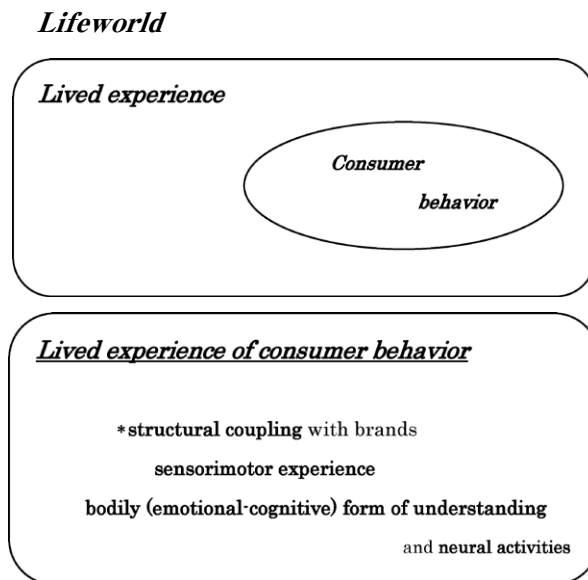 Lifeworld
Lived experience
Consumer
behavior
Lived experience of consumer behavior
*structural coupling with brands
sensorimotor experience
bodily (emotional-cognitive) form of understanding
and neural activities